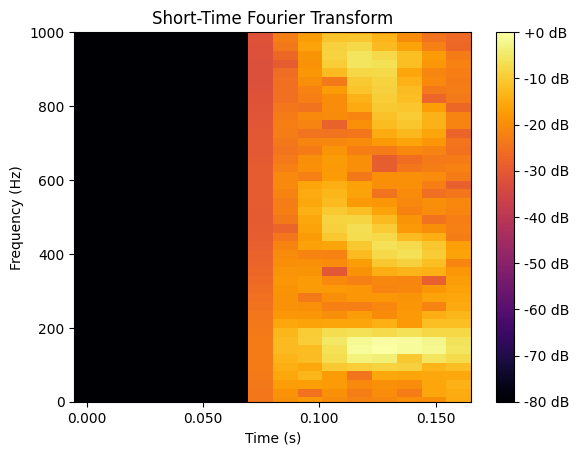 Short-Time Fourier Transform
1000
800
600
400
200
0
Frequency (Hz)
0.000
0.050
0.100
0.150
Time (s)
+0 dB
-10 dB
-20 dB
-30 dB
-40 dB
-50 dB
-60 dB
-70 dB
-80 dB